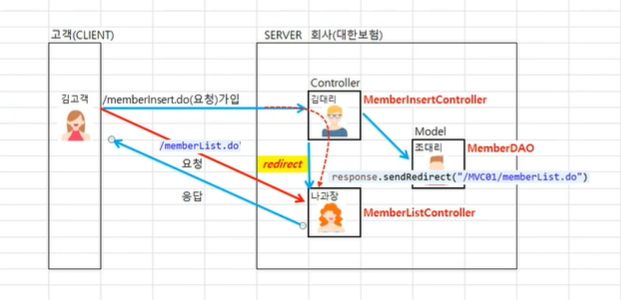 고객(CLIENT)
SERVER 회사(대한보험)
Controller
김고객
/memberInsert.do(요청)가입
김대리
MemberInsertController
Model
조대리
MemberDAO
/memberList.do'
요청
redirect
response.sendRedirect("/MVC01/memberList.do")
응답
나과장
MemberListController